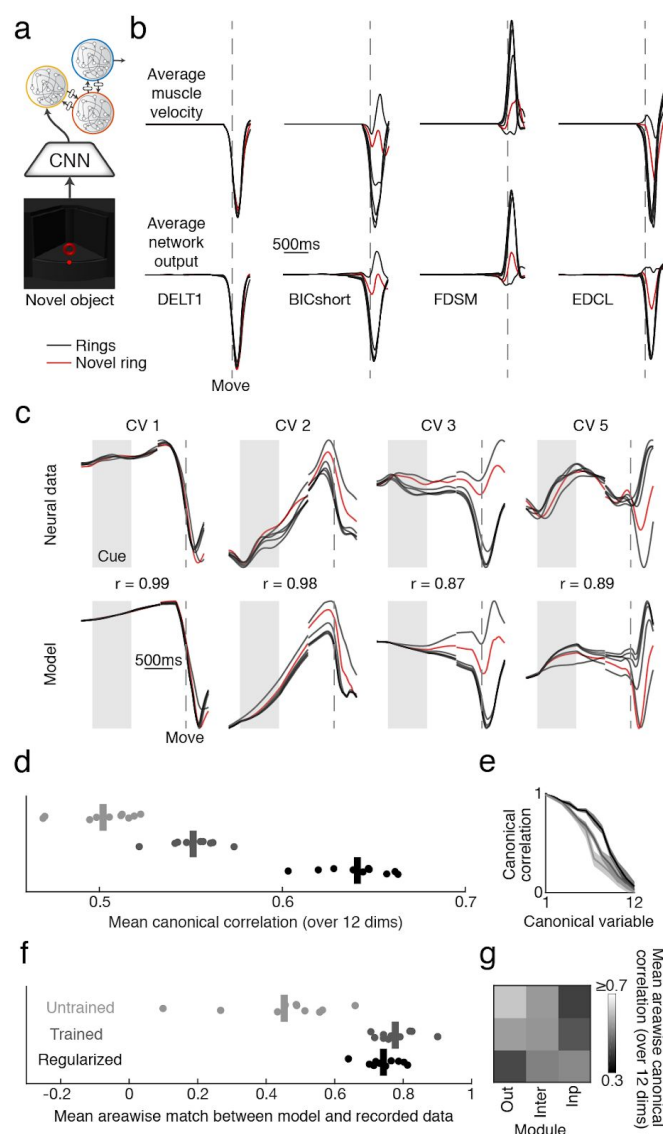 a
b
Average
muscle
velocity
CNN
Average
network
output
500ms
Novel object
DELT1
BICshort
FDSM
EDCL
Rings
Novel ring
Move
c
CV 1
CV 2
CV 3
CV 5
Neural data
Cue
r = 0.99
r = 0.98
r = 0.87
r = 0.89
Model
500ms
Move
d
0.5
0.6
0.7
Mean canonical correlation (over 12 dims)
e
Canonical
correlation
1
0
1
12
Canonical variable
f
Untrained
Trained
Regularized
-0.2
0
0.2
0.4
0.6
0.8
1
Mean areawise match between model and recorded data
g
≥0.7
0.3
Mean areawise canonical
correlation (over 12 dims)
Out
Inter
Inp
Module